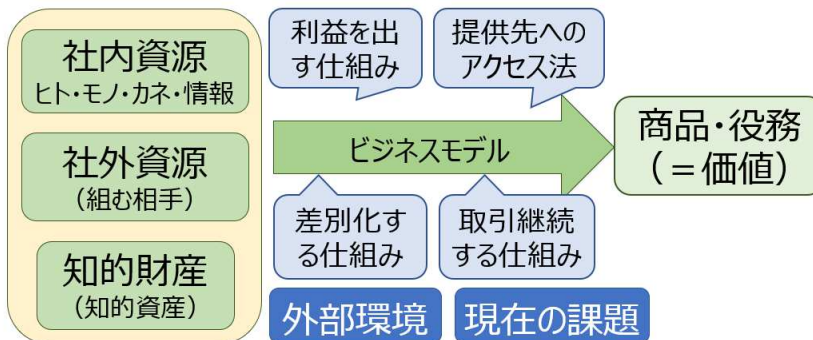 社内資源
ヒト・モノ・カネ・情報
社外資源
（組む相手）
知的財産
（知的資産）
利益を出
す仕組み
提供先への
アクセス法
ビジネスモデル
差別化す
る仕組み
取引継続
する仕組み
外部環境
現在の課題
商品・役務
（＝価値）